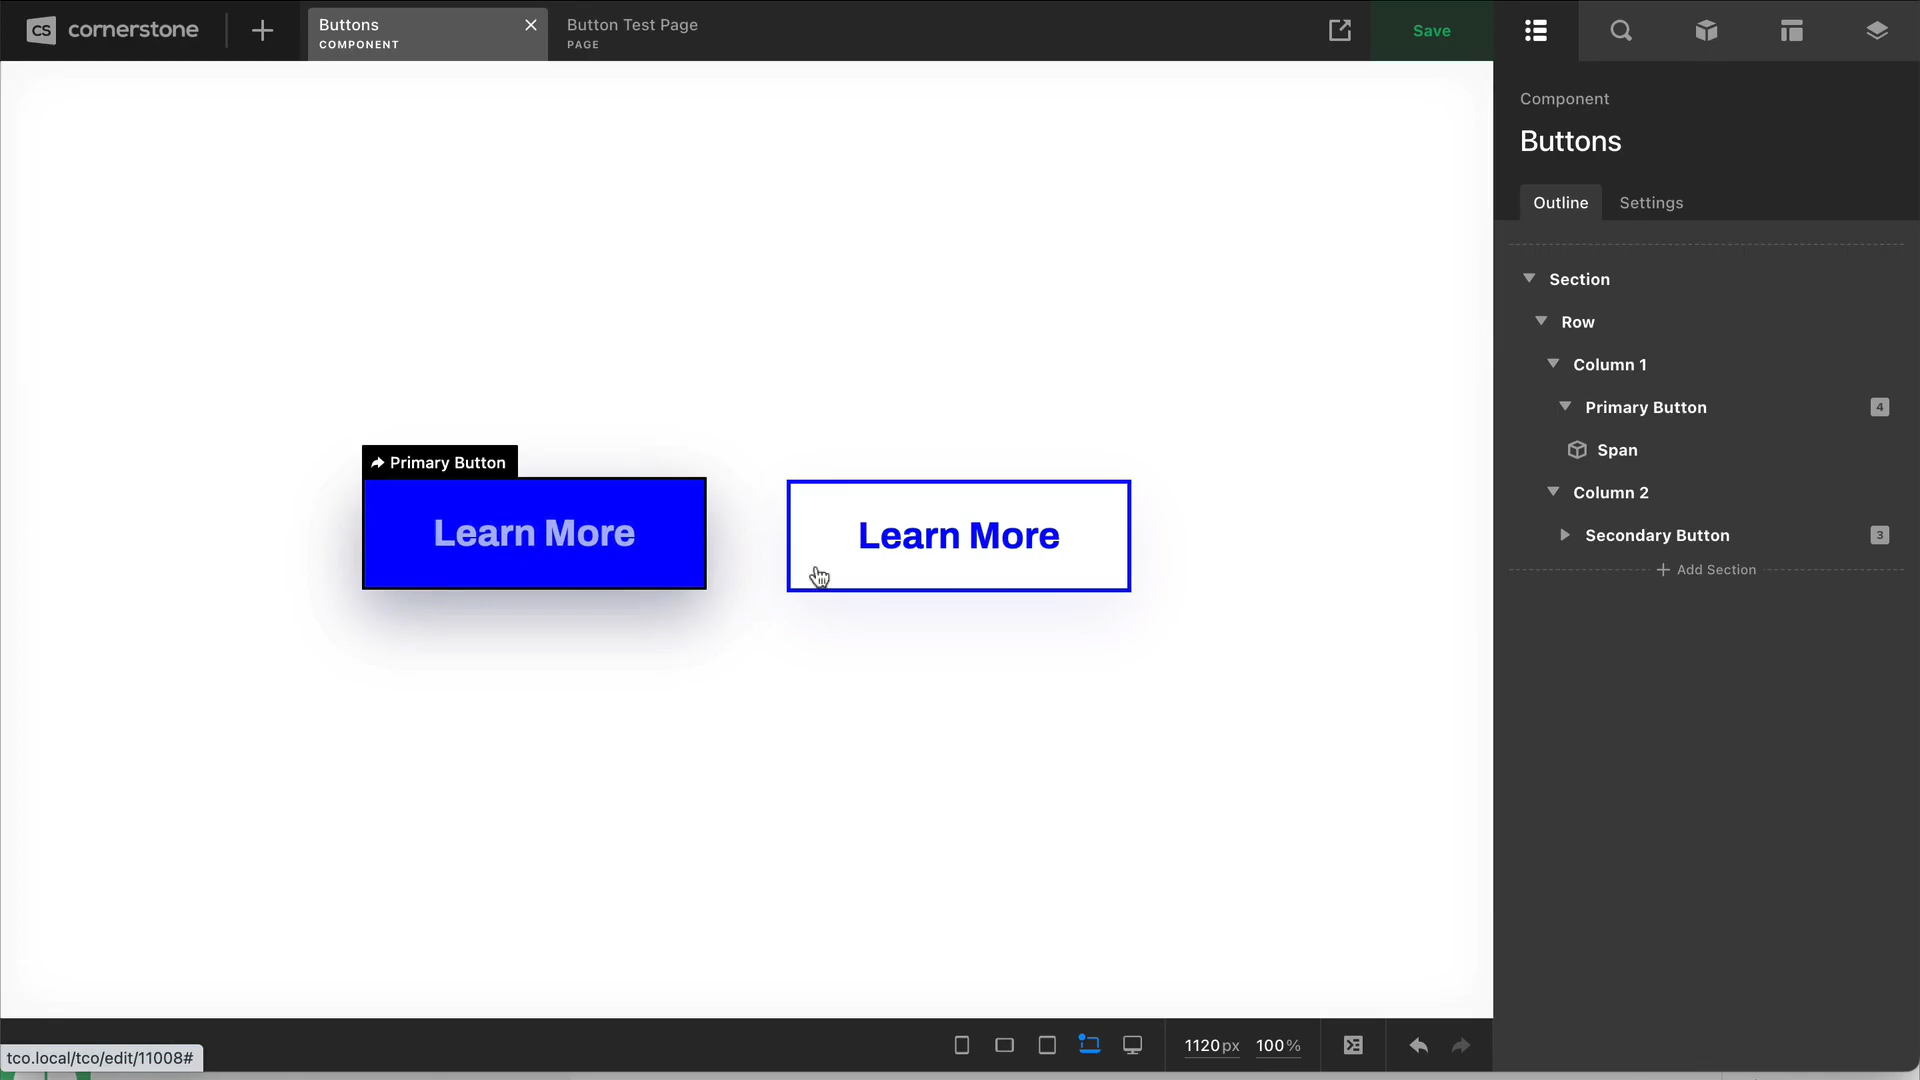 CS cornerstone
Buttons
COMPONENT
Button Test Page
PAGE
Save
Component
Buttons
Outline
Settings
Section
Row
Column 1
Primary Button
4
Span
Column 2
Secondary Button
3
Add Section
Primary Button
Learn More
Learn More
tco.local/tco/edit/11008#
1120px
100%